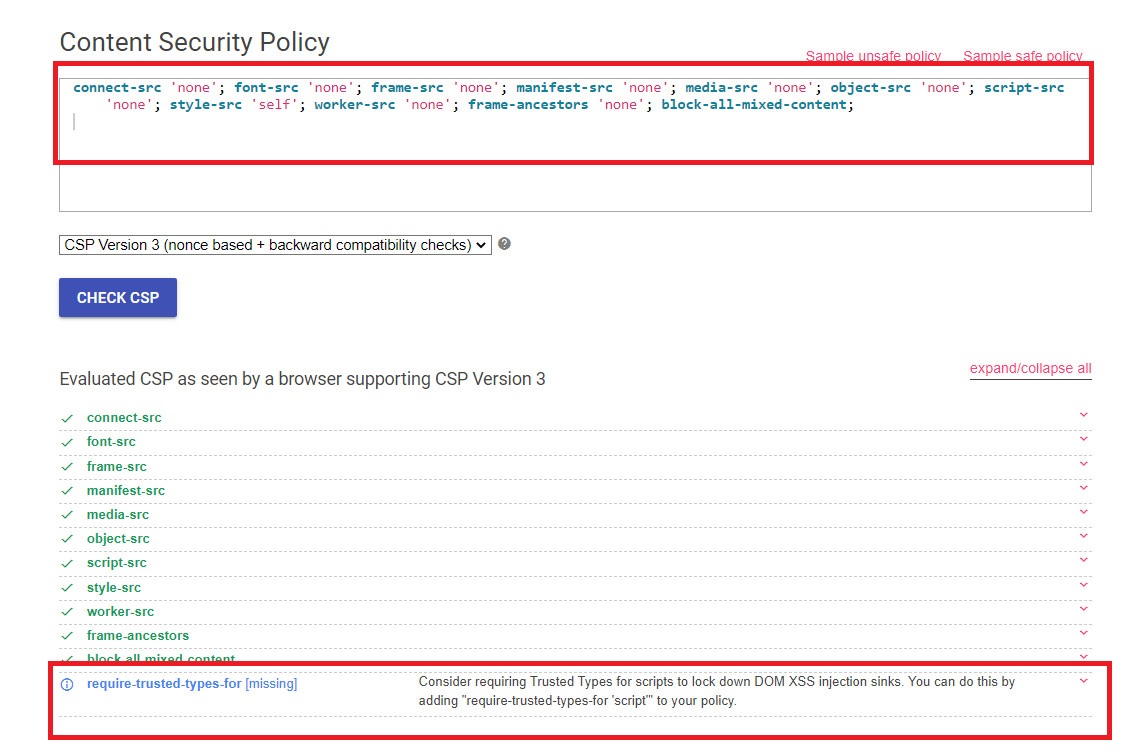 Content Security Policy
Sample unsafe policy Sample safe policy
connect-src 'none'; font-src 'none'; frame-src 'none'; manifest-src 'none'; media-src 'none'; object-src 'none'; script-src
'none'; style-src 'self'; worker-src 'none'; frame-ancestors 'none'; block-all-mixed-content;
CSP Version 3 (nonce based + backward compatibility checks)
?
CHECK CSP
expand/collapse all
Evaluated CSP as seen by a browser supporting CSP Version 3
connect-src
font-src
frame-src
manifest-src
media-src
object-src
script-src
style-src
worker-src
frame-ancestors
block-all-mixed-content
require-trusted-types-for [missing] Consider requiring Trusted Types for scripts to lock down DOM XSS injection sinks. You can do this by
adding "require-trusted-types-for 'script'" to your policy.